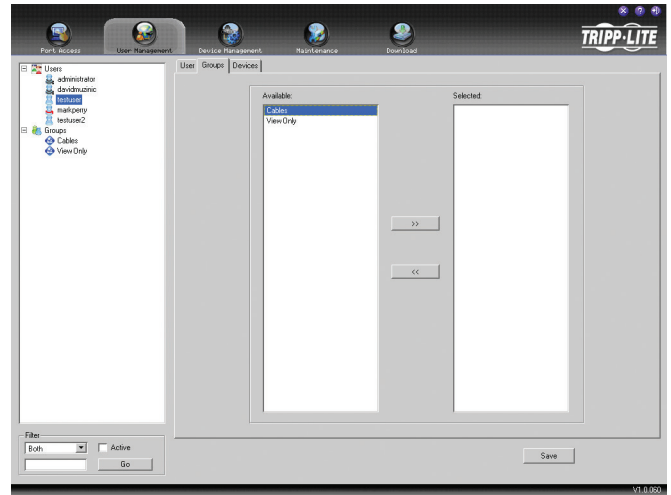 Port Access
User Management
Device Management
Maintenance
Download
TRIPP·LITE
Users
administrator
davidmuzinic
testuser
markperry
testuser2
Groups
Cables
View Only
User
Groups
Devices
Available:
Selected:
Cables
View Only
>>
<<
Filter
Both
Active
Go
Save
V1.0.060